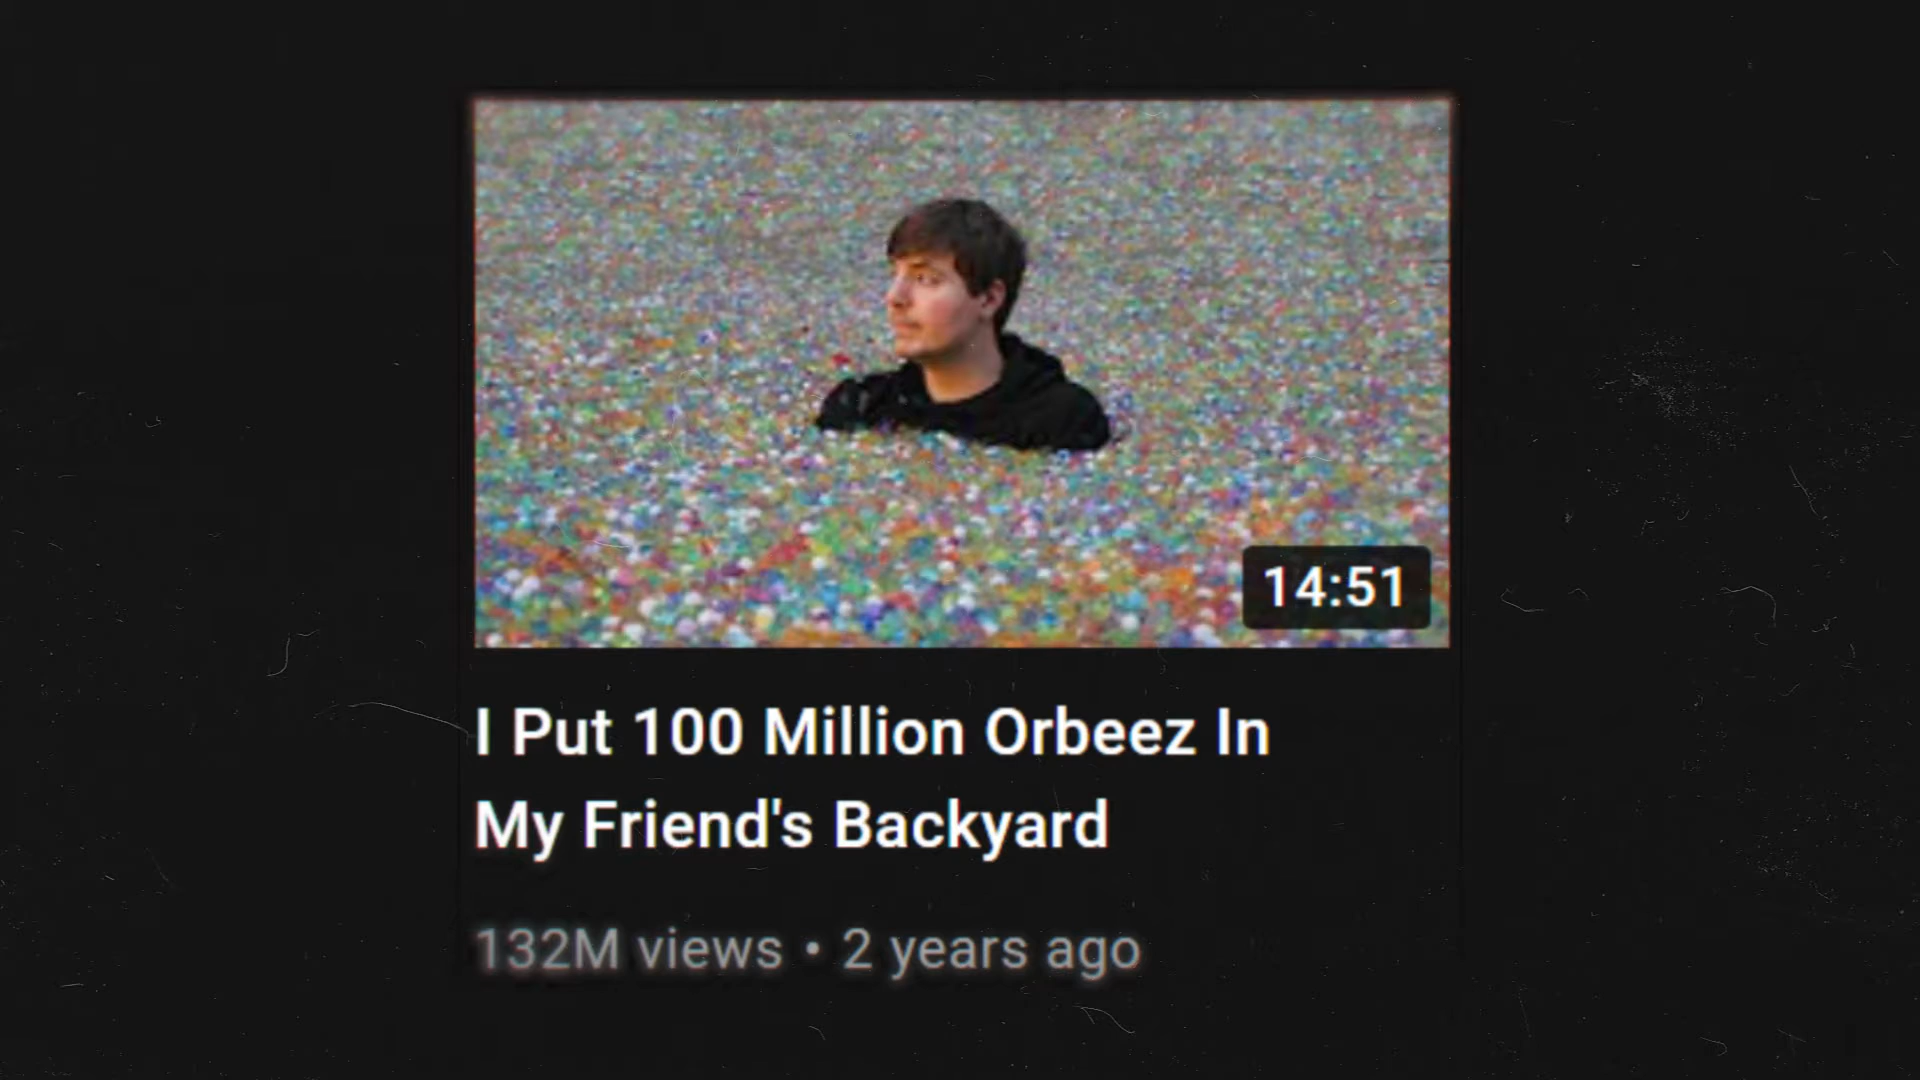 14:51
I Put 100 Million Orbeez In
My Friend's Backyard
132M views • 2 years ago